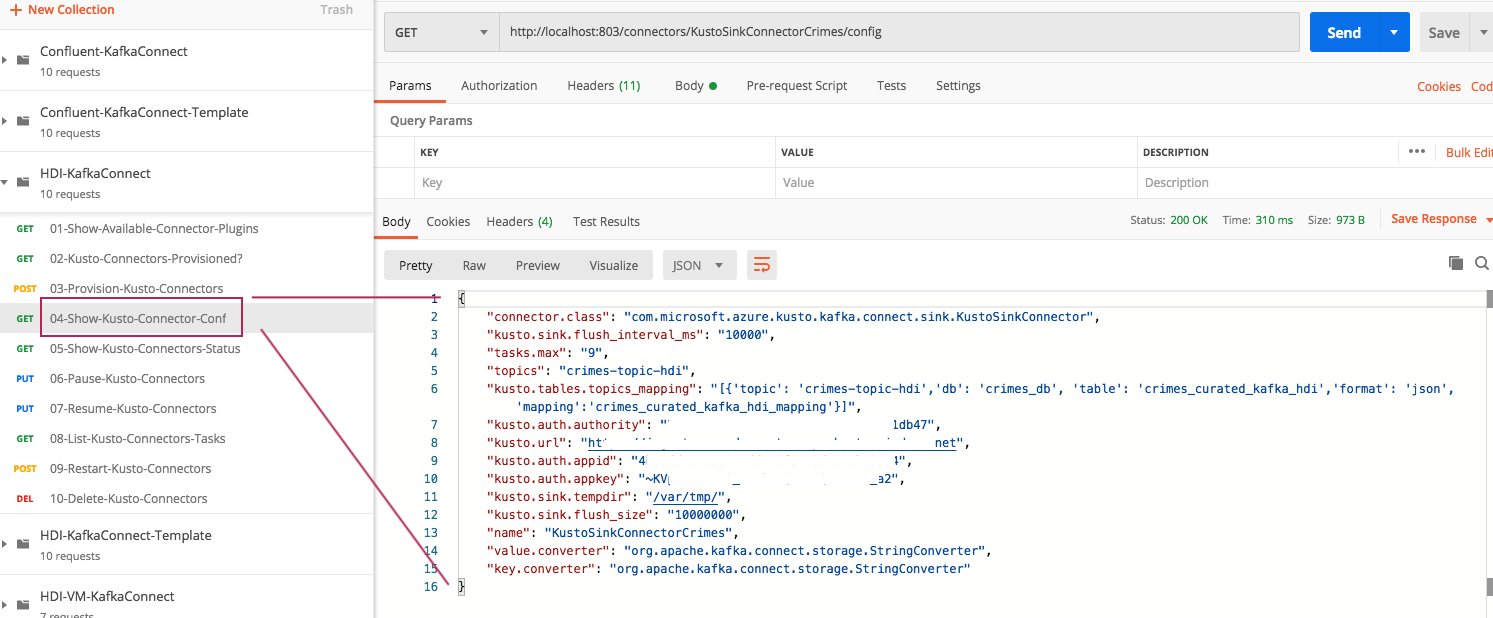 New Collection
Trash
Confluent-KafkaConnect
10 requests
Confluent-KafkaConnect-Template
10 requests
HDI-KafkaConnect
10 requests
GET 01-Show-Available-Connector-Plugins
GET 02-Kusto-Connectors-Provisioned?
POST 03-Provision-Kusto-Connectors
GET 04-Show-Kusto-Connector-Conf
GET 05-Show-Kusto-Connectors-Status
PUT 06-Pause-Kusto-Connectors
PUT 07-Resume-Kusto-Connectors
GET 08-List-Kusto-Connectors-Tasks
POST 09-Restart-Kusto-Connectors
DEL 10-Delete-Kusto-Connectors
HDI-KafkaConnect-Template
10 requests
HDI-VM-KafkaConnect
7 requests
GET http://localhost:803/connectors/KustoSinkConnectorCrimes/config Send Save
Params Authorization Headers (11) Body Pre-request Script Tests Settings Cookies Cod
Query Params
KEY VALUE DESCRIPTION ••• Bulk Edit
Key Value Description
Body Cookies Headers (4) Test Results Status: 200 OK Time: 310 ms Size: 973 B Save Response
Pretty Raw Preview Visualize JSON
1 {
2 "connector.class": "com.microsoft.azure.kusto.kafka.connect.sink.KustoSinkConnector",
3 "kusto.sink.flush_interval_ms": "10000",
4 "tasks.max": "9",
5 "topics": "crimes-topic-hdi",
6 "kusto.tables.topics_mapping": "[{'topic': 'crimes-topic-hdi','db': 'crimes_db', 'table': 'crimes_curated_kafka_hdi','format': 'json',
'mapping':'crimes_curated_kafka_hdi_mapping'}]",
7 "kusto.auth.authority": " 1db47",
8 "kusto.url": "ht net",
9 "kusto.auth.appid": "4 4",
10 "kusto.auth.appkey": "~KV _a2",
11 "kusto.sink.tempdir": "/var/tmp/",
12 "kusto.sink.flush_size": "10000000",
13 "name": "KustoSinkConnectorCrimes",
14 "value.converter": "org.apache.kafka.connect.storage.StringConverter",
15 "key.converter": "org.apache.kafka.connect.storage.StringConverter"
16 }